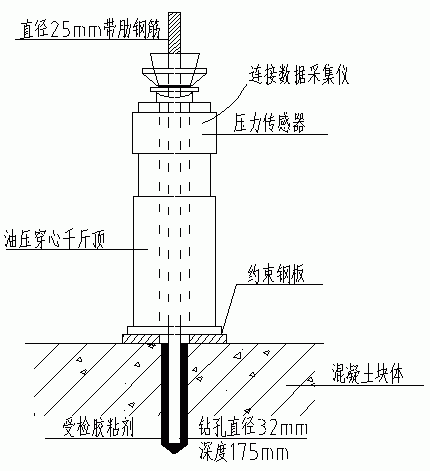 直径25mm带肋钢筋
连接数据采集仪
压力传感器
油压穿心千斤顶
约束钢板
混凝土块体
受检胶粘剂
钻孔直径32mm
深度175mm